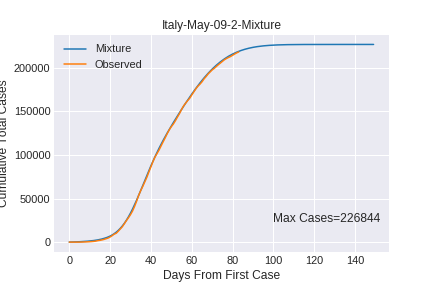 Italy-May-09-2-Mixture
Mixture
Observed
200000
150000
100000
50000
0
Cumulative Total Cases
Max Cases=226844
0 20 40 60 80 100 120 140
Days From First Case